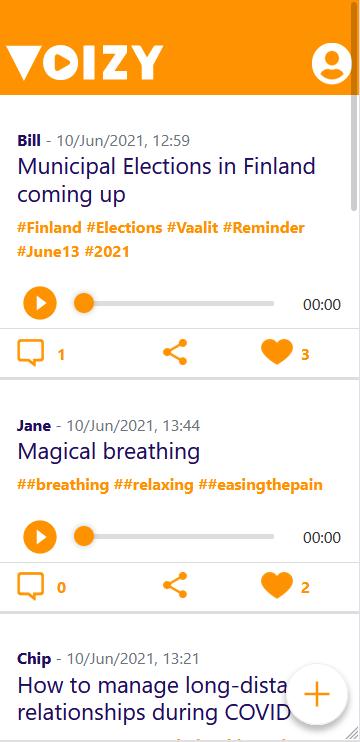 VOIZY
Bill - 10/Jun/2021, 12:59
Municipal Elections in Finland
coming up
#Finland #Elections #Vaalit #Reminder
#June13 #2021
00:00
1
3
Jane - 10/Jun/2021, 13:44
Magical breathing
##breathing ##relaxing ##easingthepain
00:00
0
2
Chip - 10/Jun/2021, 13:21
How to manage long-dista
relationships during COVID